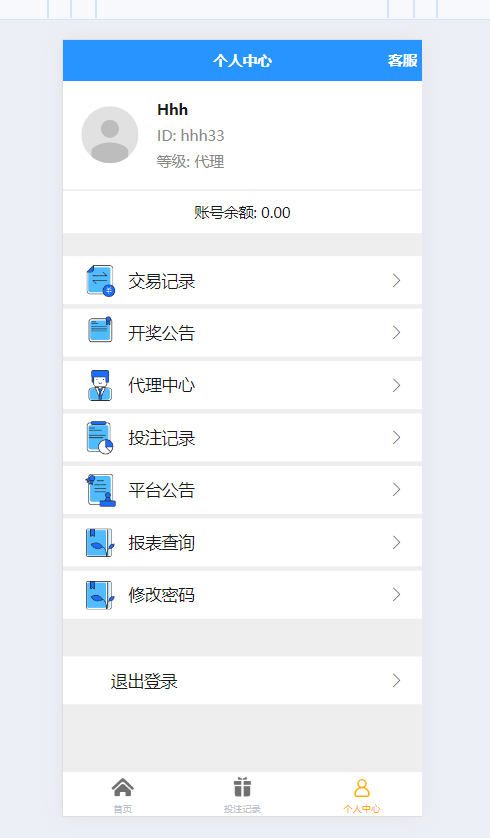 个人中心 客服
Hhh
ID: hhh33
等级: 代理
账号余额: 0.00
交易记录
开奖公告
代理中心
投注记录
平台公告
报表查询
修改密码
退出登录
首页 投注记录 个人中心